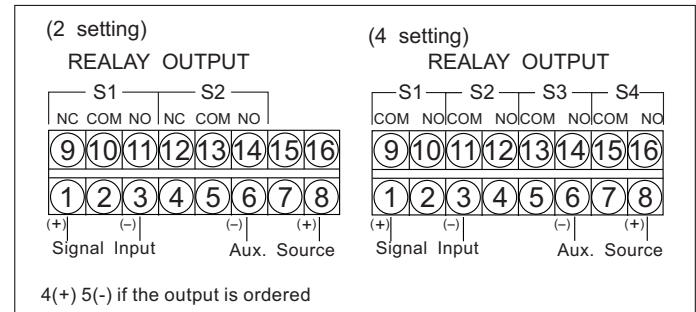 (2 setting)
REALAY OUTPUT
S1 S2
NC COM NO NC COM NO
9 10 11 12 13 14 15 16
1 2 3 4 5 6 7 8
(+) (–) (–) (+)
Signal Input Aux. Source
(4 setting)
REALAY OUTPUT
S1 S2 S3 S4
COM NO COM NO COM NO COM NO
9 10 11 12 13 14 15 16
1 2 3 4 5 6 7 8
(+) (–) (–) (+)
Signal Input Aux. Source
4(+) 5(-) if the output is ordered